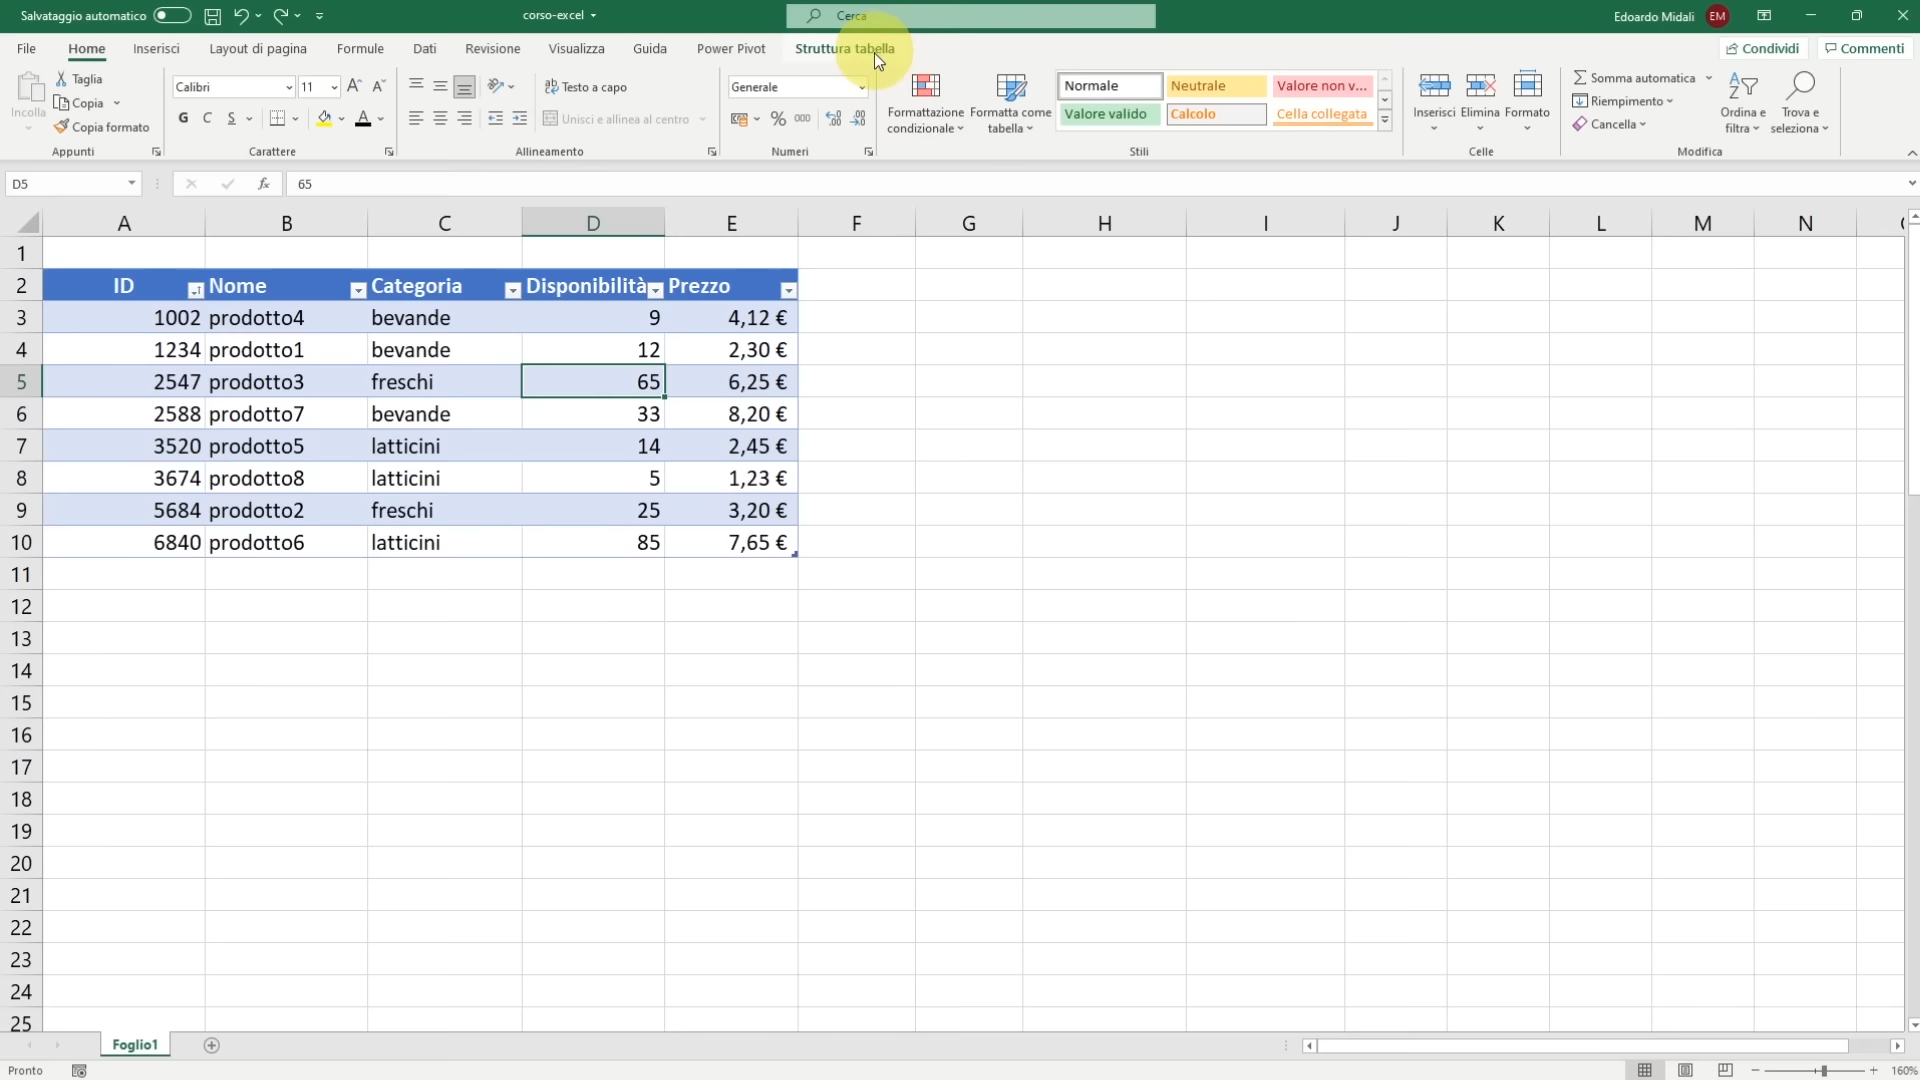 Salvataggio automatico
corso-excel
Cerca
Edoardo Midali
EM
File
Home
Inserisci
Layout di pagina
Formule
Dati
Revisione
Visualizza
Guida
Power Pivot
Struttura tabella
Condividi
Commenti
Incolla
Taglia
Copia
Copia formato
Appunti
Calibri
11
G C S
Carattere
Testo a capo
Unisci e allinea al centro
Allineamento
Generale
% 000
Numeri
Formattazione condizionale
Formatta come tabella
Normale
Neutrale
Valore non v...
Valore valido
Calcolo
Cella collegata
Stili
Inserisci
Elimina
Formato
Celle
Somma automatica
Riempimento
Cancella
Ordina e filtra
Trova e seleziona
Modifica
D5
fx
65
A B C D E F G H I J K L M N
1
2 ID Nome Categoria Disponibilità Prezzo
3 1002 prodotto4 bevande 9 4,12 €
4 1234 prodotto1 bevande 12 2,30 €
5 2547 prodotto3 freschi 65 6,25 €
6 2588 prodotto7 bevande 33 8,20 €
7 3520 prodotto5 latticini 14 2,45 €
8 3674 prodotto8 latticini 5 1,23 €
9 5684 prodotto2 freschi 25 3,20 €
10 6840 prodotto6 latticini 85 7,65 €
11
12
13
14
15
16
17
18
19
20
21
22
23
24
25
Foglio1
Pronto
160%